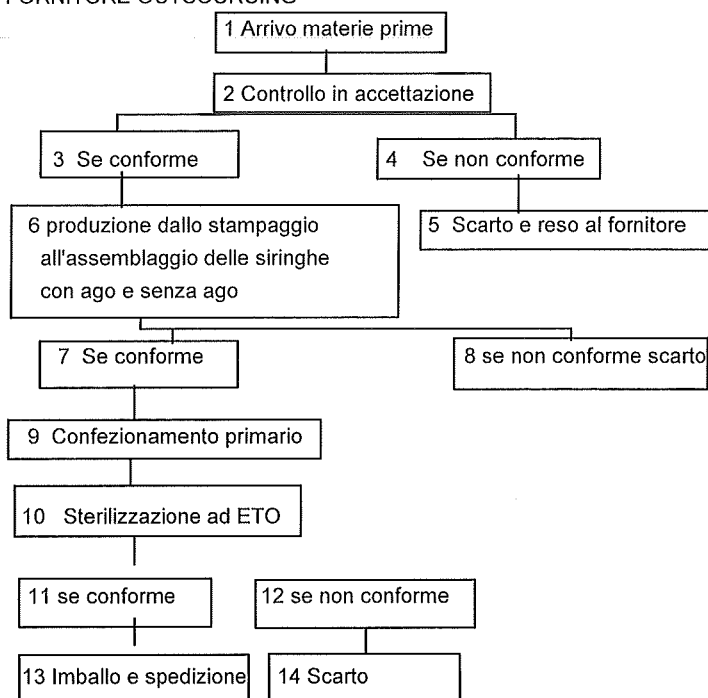 FORNITORE OUTSOURCING
1 Arrivo materie prime
2 Controllo in accettazione
3 Se conforme
4 Se non conforme
6 produzione dallo stampaggio
all'assemblaggio delle siringhe
con ago e senza ago
5 Scarto e reso al fornitore
7 Se conforme
8 se non conforme scarto
9 Confezionamento primario
10 Sterilizzazione ad ETO
11 se conforme
12 se non conforme
13 Imballo e spedizione
14 Scarto